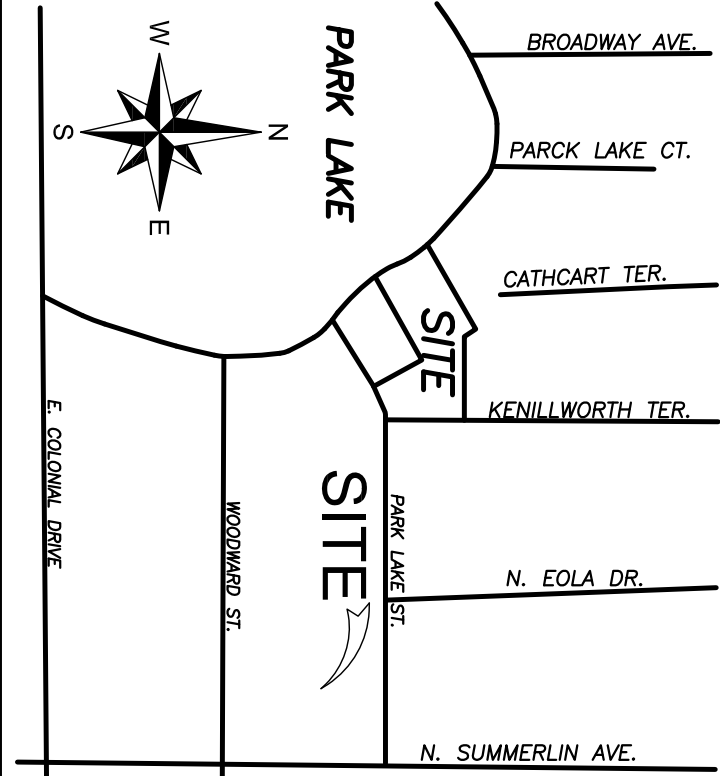 BROADWAY AVE.
PARCK LAKE CT.
CATHCART TER.
KENILLWORTH TER.
N. EOLA DR.
N. SUMMERLIN AVE.
W
N
S
E
PARK LAKE
SITE
SITE
PARK LAKE ST.
WOODWARD ST.
E. COLONIAL DRIVE